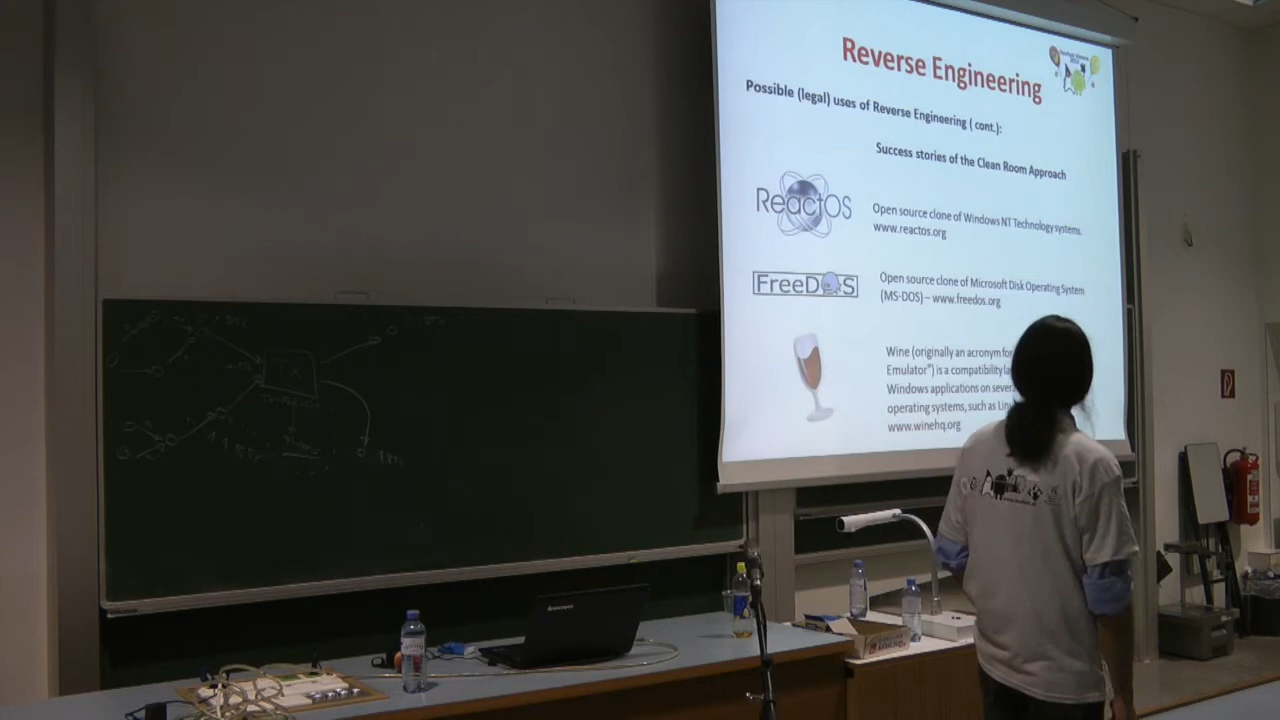 Reverse Engineering
Possible (legal) uses of Reverse Engineering ( cont.):
Success stories of the Clean Room Approach
ReactOS
Open source clone of Windows NT Technology systems.
www.reactos.org
FreeDOS
Open source clone of Microsoft Disk Operating System
(MS-DOS) – www.freedos.org
Wine (originally an acronym for
Emulator") is a compatibility
Windows applications on
operating systems, such as
www.winehq.org
lenovo